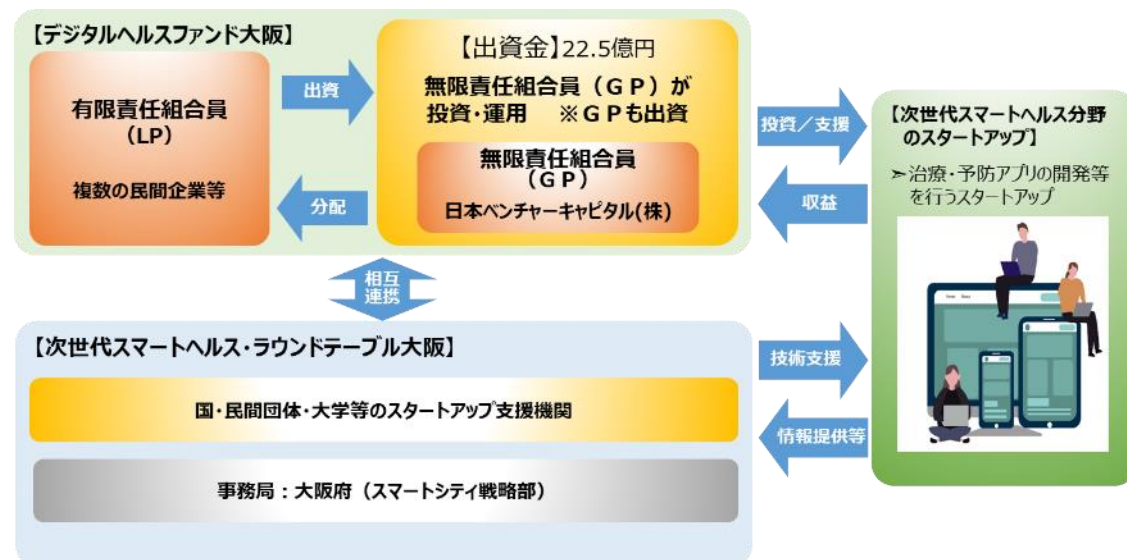 【デジタルヘルスファンド大阪】
有限責任組合員
（LP）
複数の民間企業等
出資
分配
【出資金】22.5億円
無限責任組合員（ＧＰ）が
投資・運用　※ＧＰも出資
無限責任組合員
（ＧＰ）
日本ベンチャーキャピタル(株)
投資／支援
収益
【次世代スマートヘルス分野
のスタートアップ】
➣治療・予防アプリの開発等
を行うスタートアップ
相互
連携
【次世代スマートヘルス・ラウンドテーブル大阪】
国・民間団体・大学等のスタートアップ支援機関
事務局：大阪府（スマートシティ戦略部）
技術支援
情報提供等